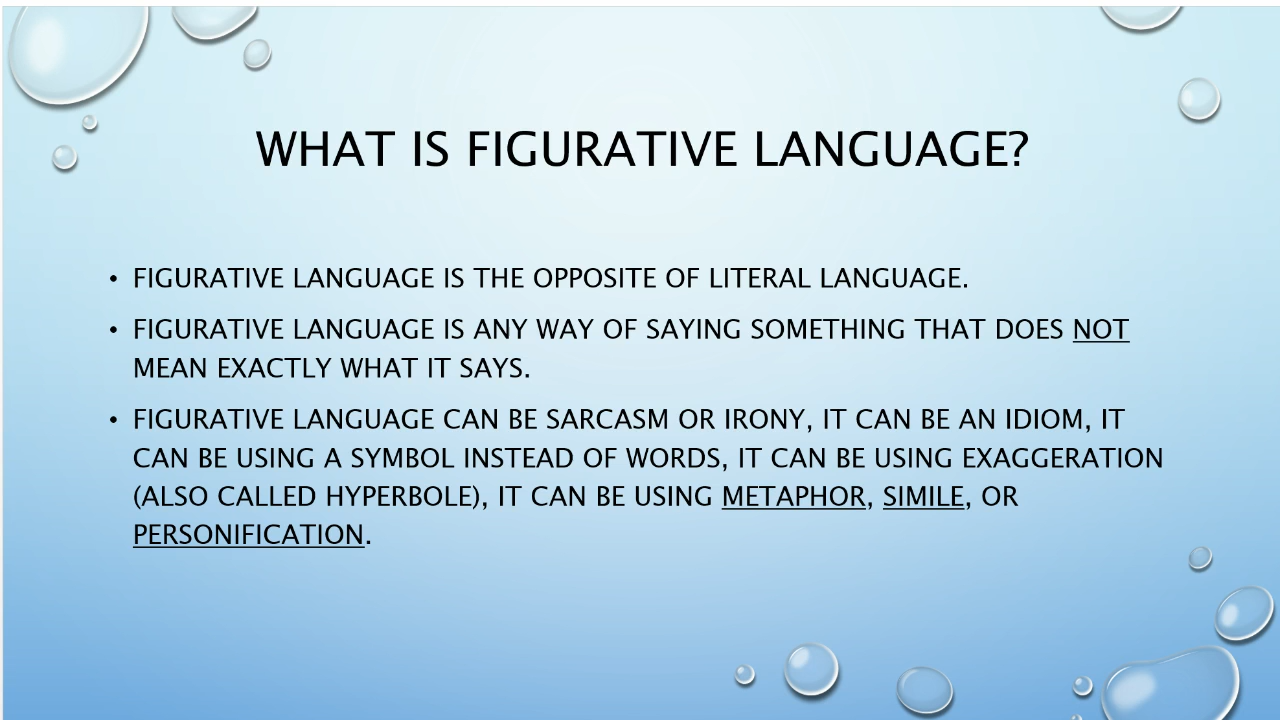 WHAT IS FIGURATIVE LANGUAGE?
• FIGURATIVE LANGUAGE IS THE OPPOSITE OF LITERAL LANGUAGE.
• FIGURATIVE LANGUAGE IS ANY WAY OF SAYING SOMETHING THAT DOES NOT
MEAN EXACTLY WHAT IT SAYS.
• FIGURATIVE LANGUAGE CAN BE SARCASM OR IRONY, IT CAN BE AN IDIOM, IT
CAN BE USING A SYMBOL INSTEAD OF WORDS, IT CAN BE USING EXAGGERATION
(ALSO CALLED HYPERBOLE), IT CAN BE USING METAPHOR, SIMILE, OR
PERSONIFICATION.